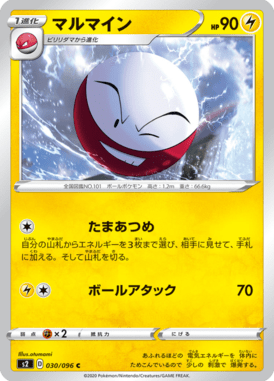 1進化 マルマイン HP90
ビリリダマから進化
全国図鑑NO.101 ボールポケモン 高さ:1.2m 重さ:66.6kg
たまあつめ
自分の山札からエネルギーを3枚まで選び、相手に見せて、手札
に加える。そして山札を切る。
ボールアタック 70
弱点 ×2 抵抗力 にげる
Illus.otumami
あふれるほどの 電気エネルギーを 体内に
ためこんでいるので 少しの 刺激で 爆発する。
S2 D 030/096 C
©2020 Pokémon/Nintendo/Creatures/GAME FREAK.